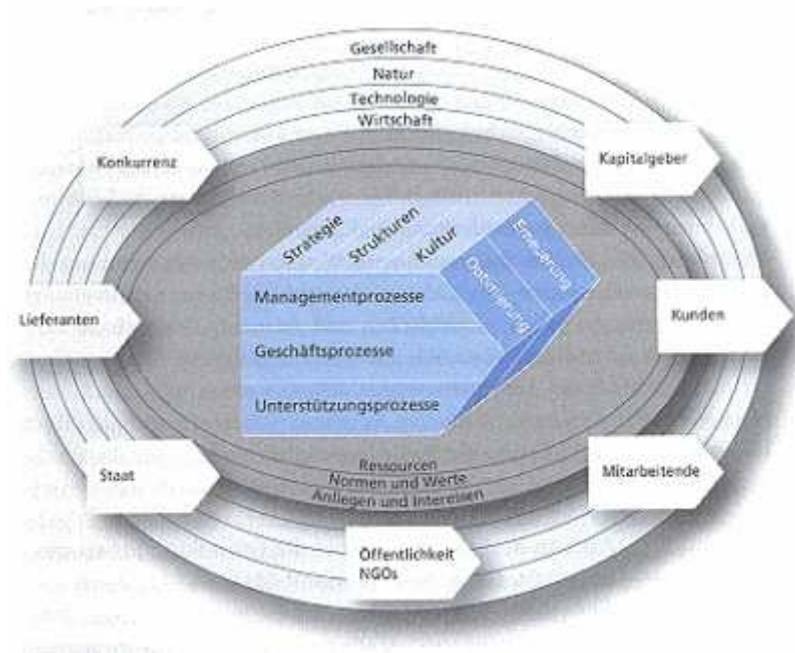 Gesellschaft
Natur
Technologie
Wirtschaft
Konkurrenz
Kapitalgeber
Strategie
Strukturen
Kultur
Erneuerung
Optimierung
Managementprozesse
Lieferanten
Kunden
Geschäftsprozesse
Unterstützungsprozesse
Ressourcen
Normen und Werte
Anliegen und Interessen
Staat
Mitarbeitende
Öffentlichkeit
NGOs